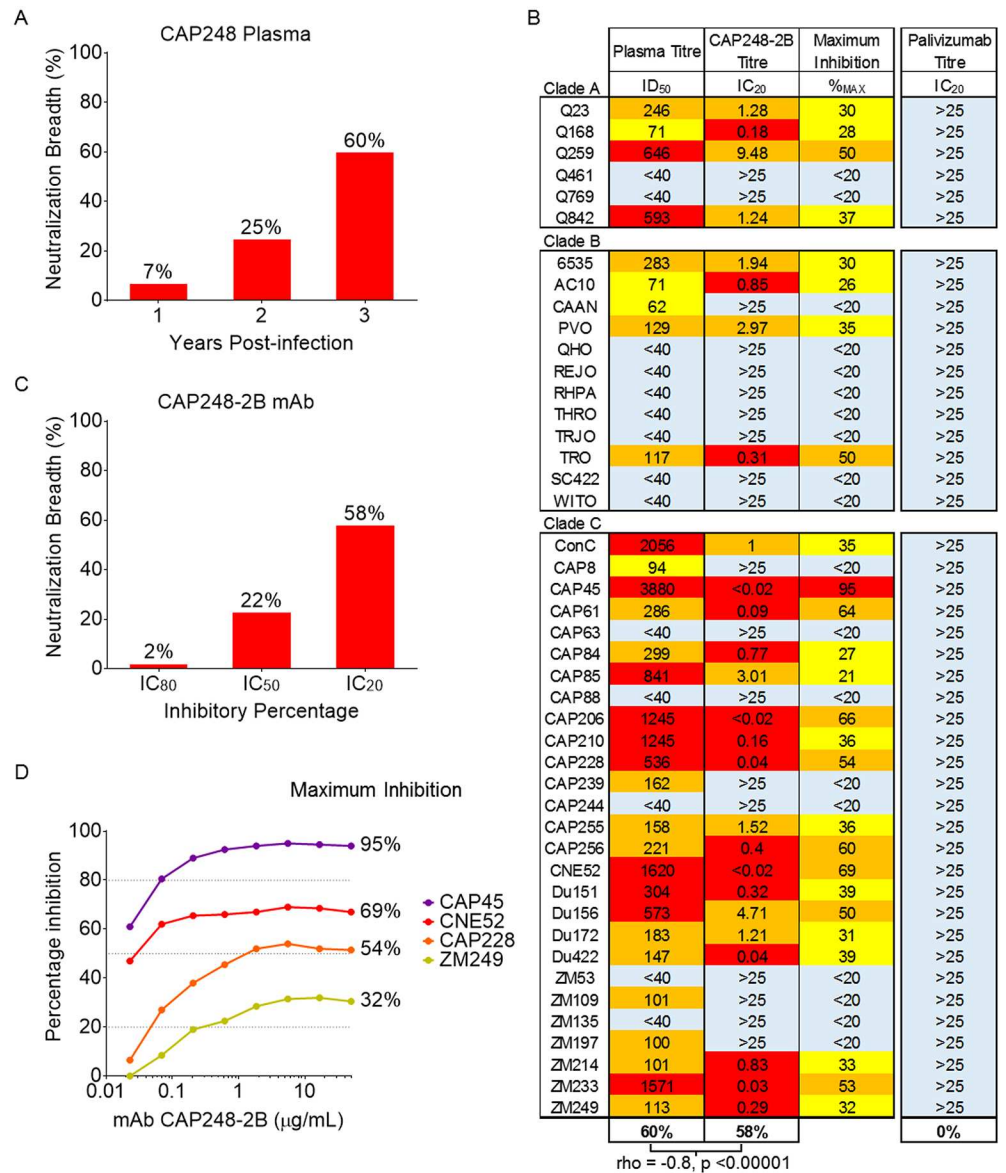 A
CAP248 Plasma
Neutralization Breadth (%)
100
80
60
40
20
0
7%
25%
60%
1 2 3
Years Post-infection
B
Plasma Titre CAP248-2B Titre Maximum Inhibition Palivizumab Titre
Clade A ID50 IC20 %MAX IC20
Q23 246 1.28 30 >25
Q168 71 0.18 28 >25
Q259 646 9.48 50 >25
Q461 <40 >25 <20 >25
Q769 <40 >25 <20 >25
Q842 593 1.24 37 >25
Clade B
6535 283 1.94 30 >25
AC10 71 0.85 26 >25
CAAN 62 >25 <20 >25
PVO 129 2.97 35 >25
QHO <40 >25 <20 >25
REJO <40 >25 <20 >25
RHPA <40 >25 <20 >25
THRO <40 >25 <20 >25
TRJO <40 >25 <20 >25
TRO 117 0.31 50 >25
SC422 <40 >25 <20 >25
WITO <40 >25 <20 >25
Clade C
ConC 2056 1 35 >25
CAP8 94 >25 <20 >25
CAP45 3880 <0.02 95 >25
CAP61 286 0.09 64 >25
CAP63 <40 >25 <20 >25
CAP84 299 0.77 27 >25
CAP85 841 3.01 21 >25
CAP88 <40 >25 <20 >25
CAP206 1245 <0.02 66 >25
CAP210 1245 0.16 36 >25
CAP228 536 0.04 54 >25
CAP239 162 >25 <20 >25
CAP244 <40 >25 <20 >25
CAP255 158 1.52 36 >25
CAP256 221 0.4 60 >25
CNE52 1620 <0.02 69 >25
Du151 304 0.32 39 >25
Du156 573 4.71 50 >25
Du172 183 1.21 31 >25
Du422 147 0.04 39 >25
ZM53 <40 >25 <20 >25
ZM109 101 >25 <20 >25
ZM135 <40 >25 <20 >25
ZM197 100 >25 <20 >25
ZM214 101 0.83 33 >25
ZM233 1571 0.03 53 >25
ZM249 113 0.29 32 >25
60% 58% 0%
rho = -0.8, p <0.00001
C
CAP248-2B mAb
Neutralization Breadth (%)
100
80
60
40
20
0
2%
22%
58%
IC80 IC50 IC20
Inhibitory Percentage
D
Maximum Inhibition
Percentage inhibition
100
80
60
40
20
0
95%
69%
54%
32%
CAP45
CNE52
CAP228
ZM249
0.01 0.1 1 10
mAb CAP248-2B (µg/mL)